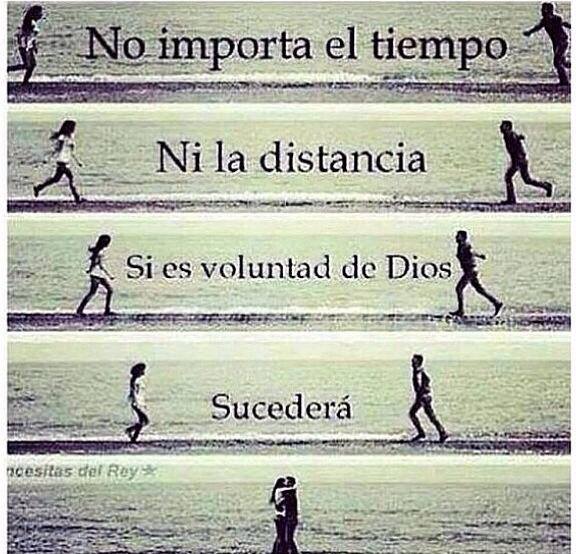 No importa el tiempo
Ni la distancia
Si es voluntad de Dios
Sucederá
ncesitas del Rey